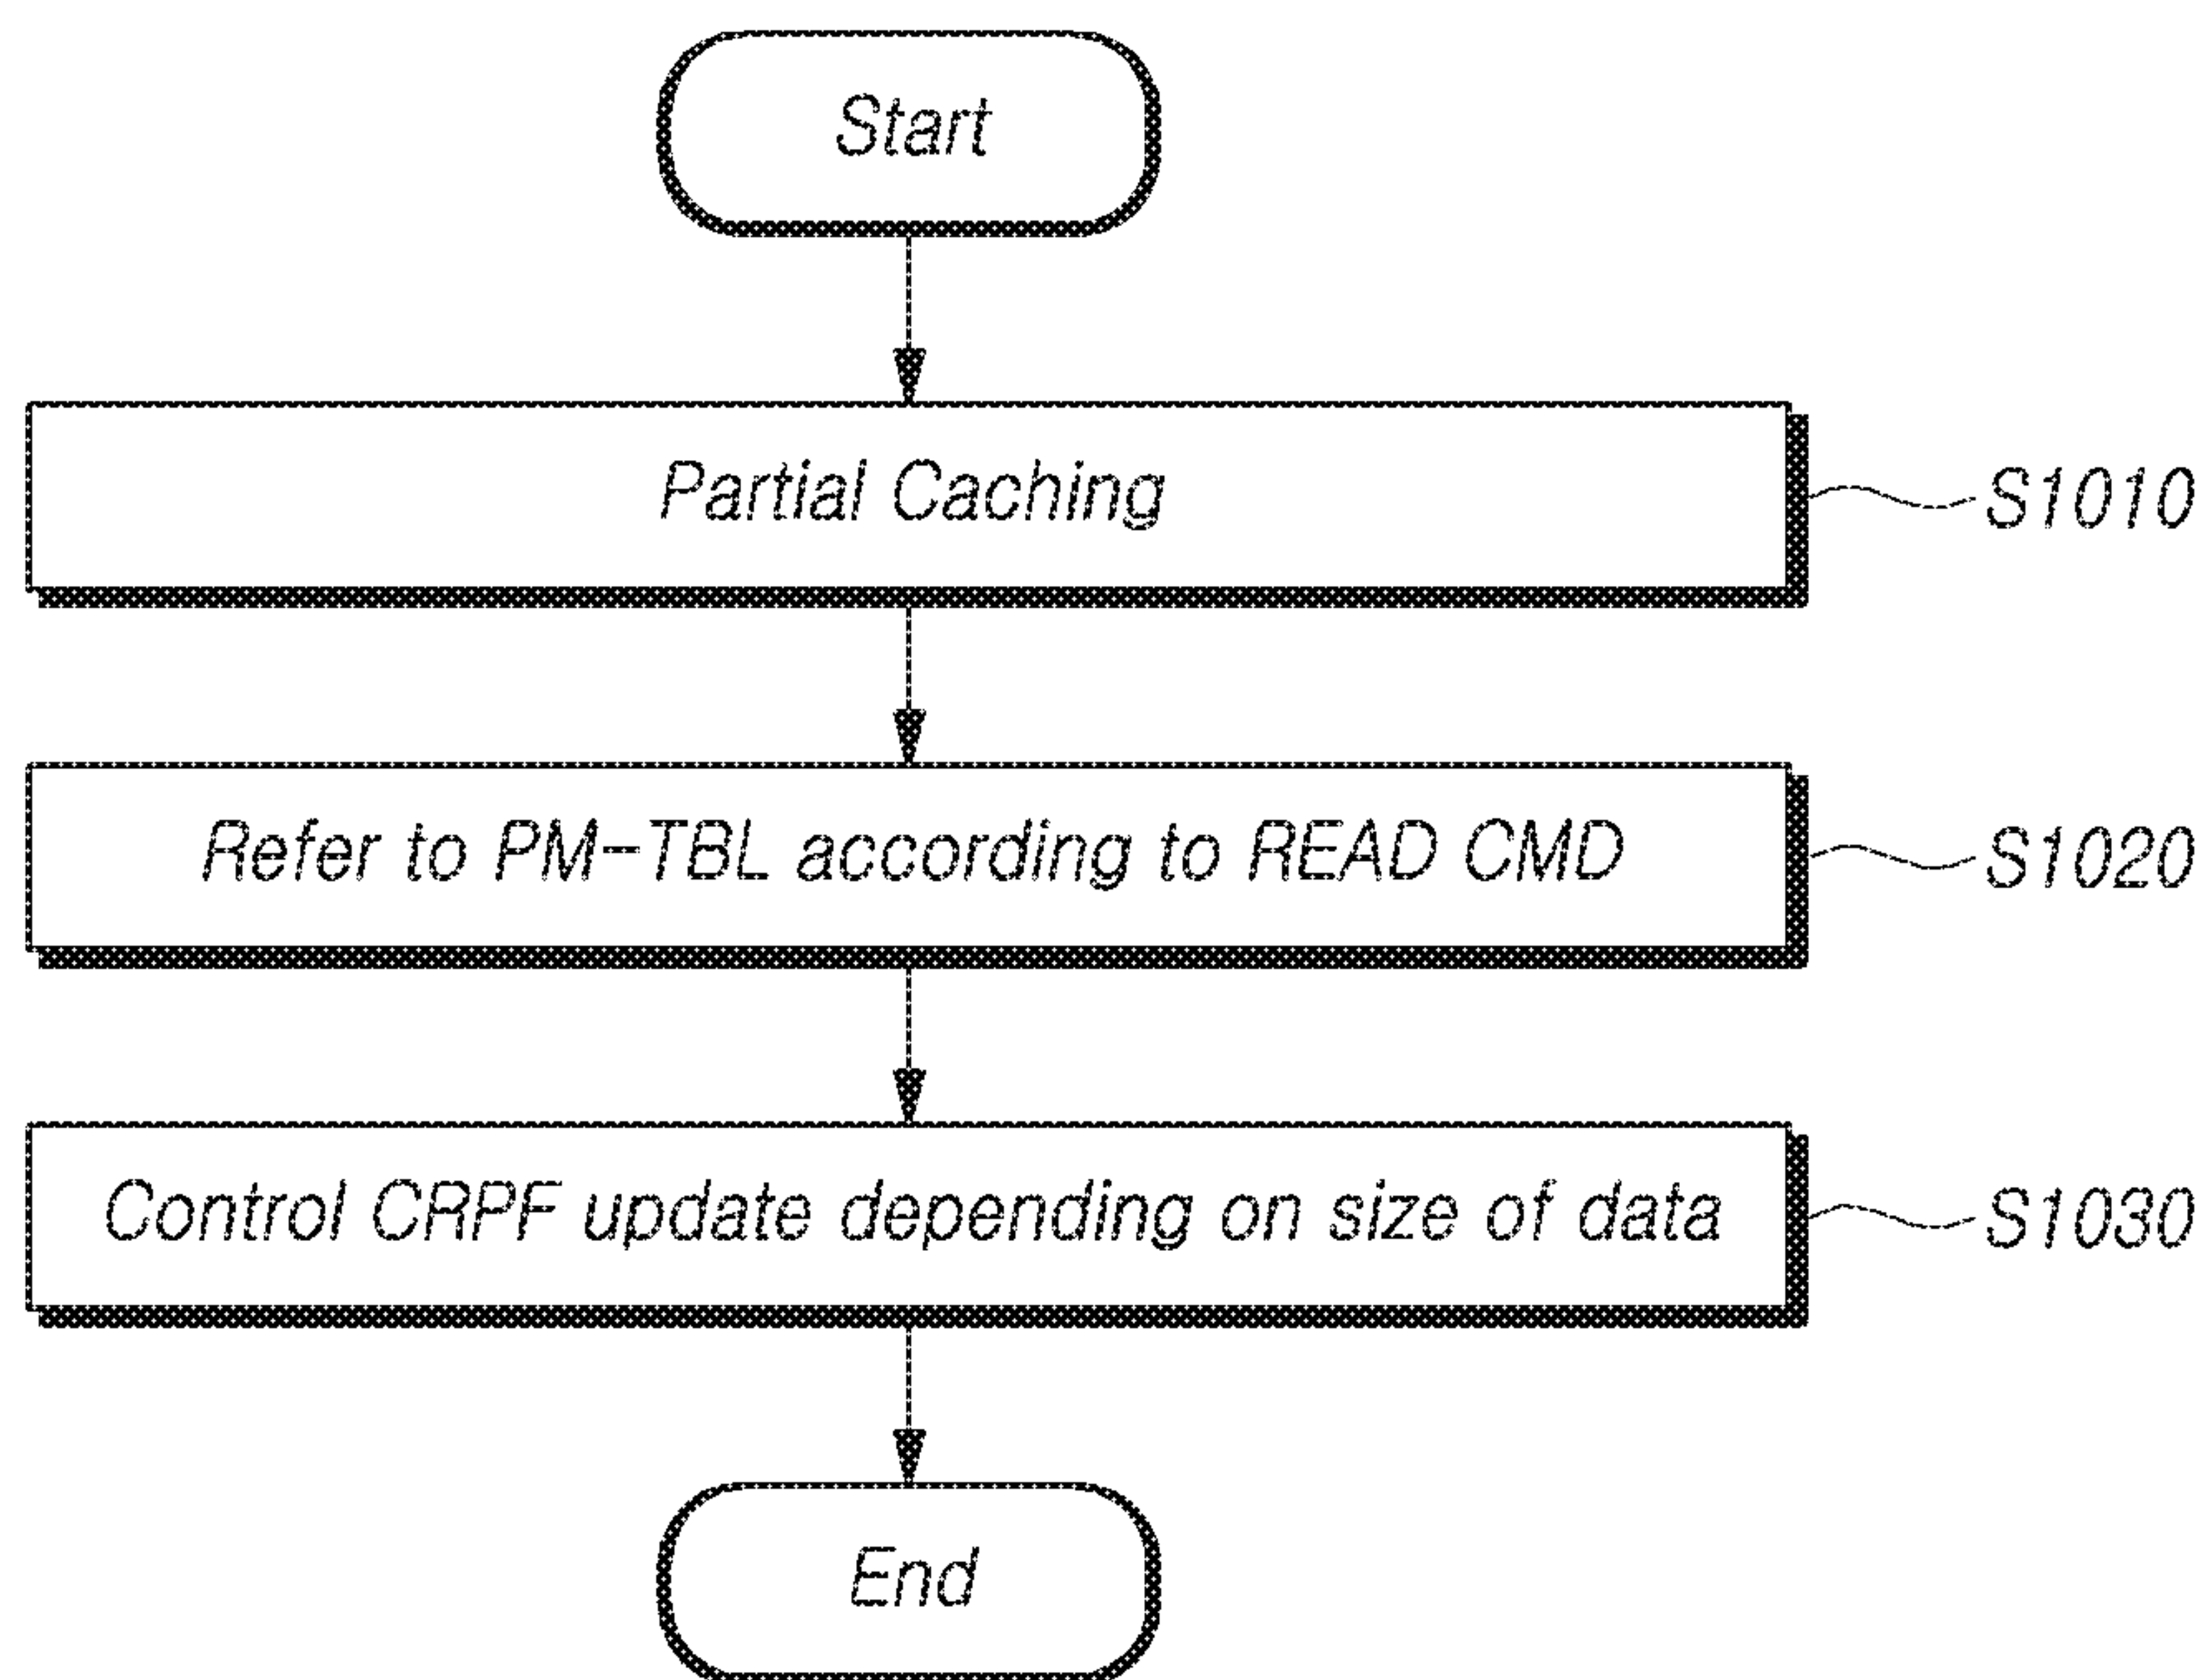 Start
Partial Caching
S1010
Refer to PM-TBL according to READ CMD
S1020
Control CRPF update depending on size of data
S1030
End